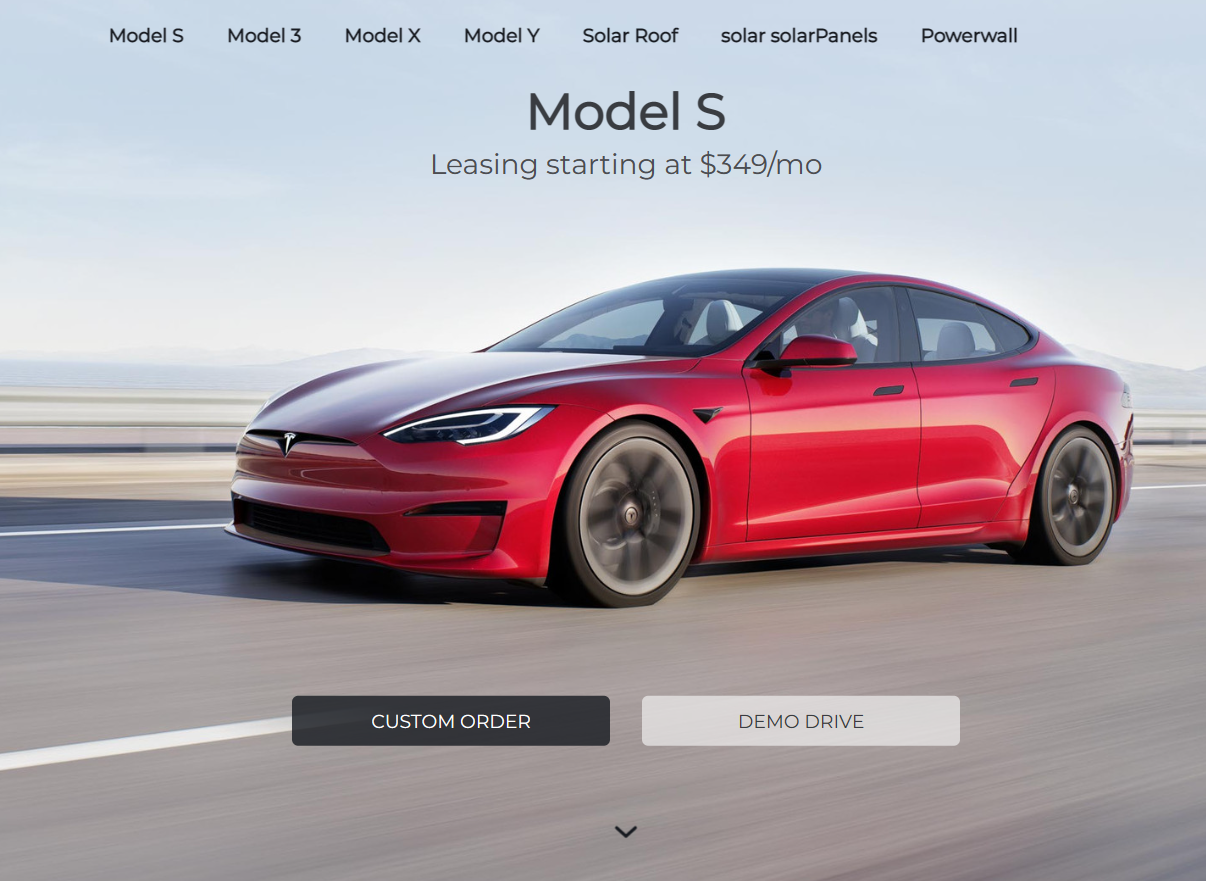 Model S Model 3 Model X Model Y Solar Roof solar solarPanels Powerwall
Model S
Leasing starting at $349/mo
CUSTOM ORDER DEMO DRIVE